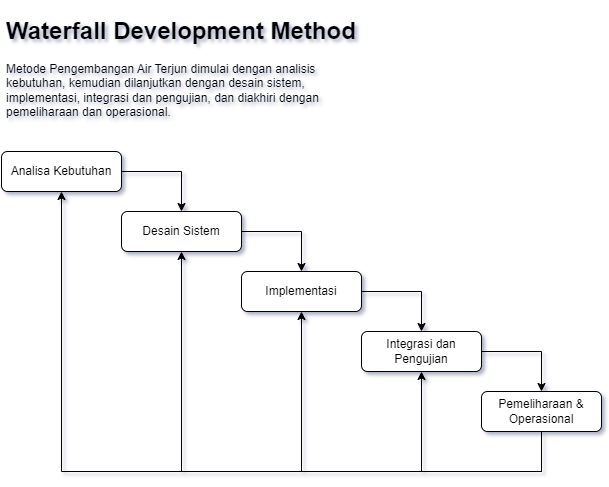 Waterfall Development Method
Metode Pengembangan Air Terjun dimulai dengan analisis
kebutuhan, kemudian dilanjutkan dengan desain sistem,
implementasi, integrasi dan pengujian, dan diakhiri dengan
pemeliharaan dan operasional.
Analisa Kebutuhan
Desain Sistem
Implementasi
Integrasi dan
Pengujian
Pemeliharaan &
Operasional